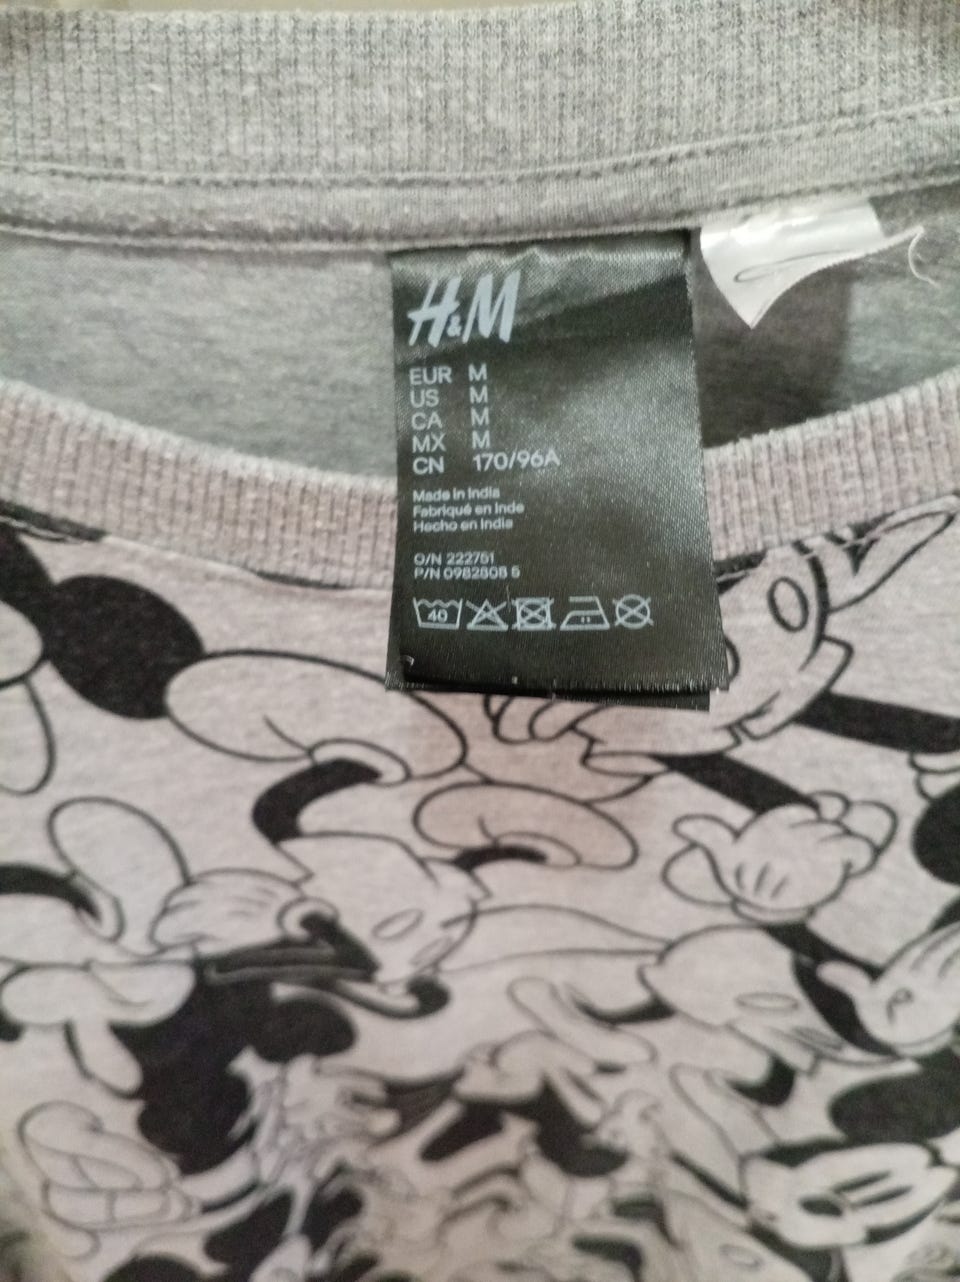 H&M
EUR M
US M
CA M
MX M
CN 170/96A
Made in India
Fabriqué en Inde
Hecho en India
O/N 222751
P/N 0982808 5
40